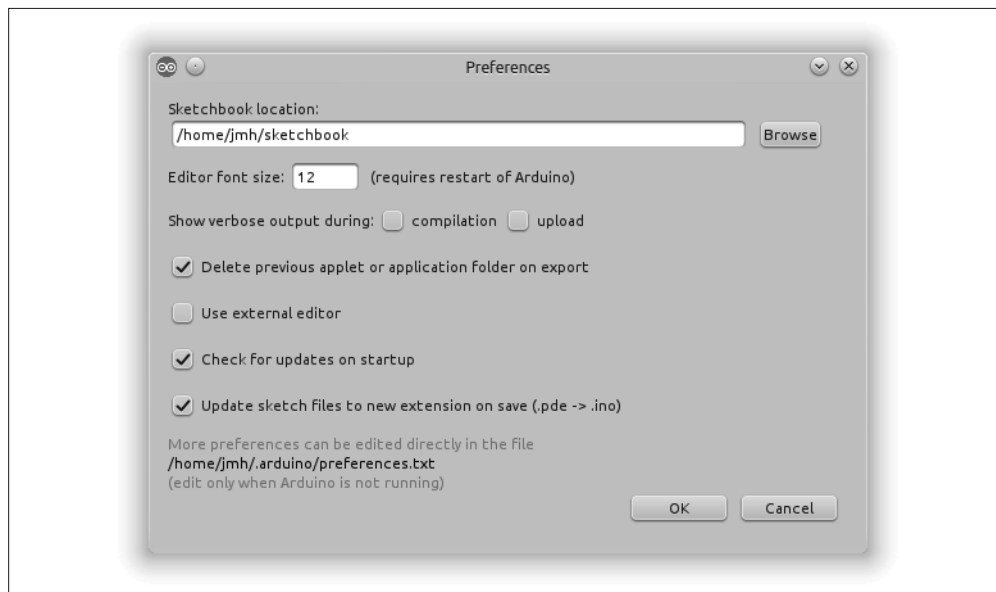 Preferences
Sketchbook location:
/home/jmh/sketchbook
Browse
Editor font size: 12 (requires restart of Arduino)
Show verbose output during: compilation upload
Delete previous applet or application folder on export
Use external editor
Check for updates on startup
Update sketch files to new extension on save (.pde -> .ino)
More preferences can be edited directly in the file
/home/jmh/.arduino/preferences.txt
(edit only when Arduino is not running)
OK Cancel